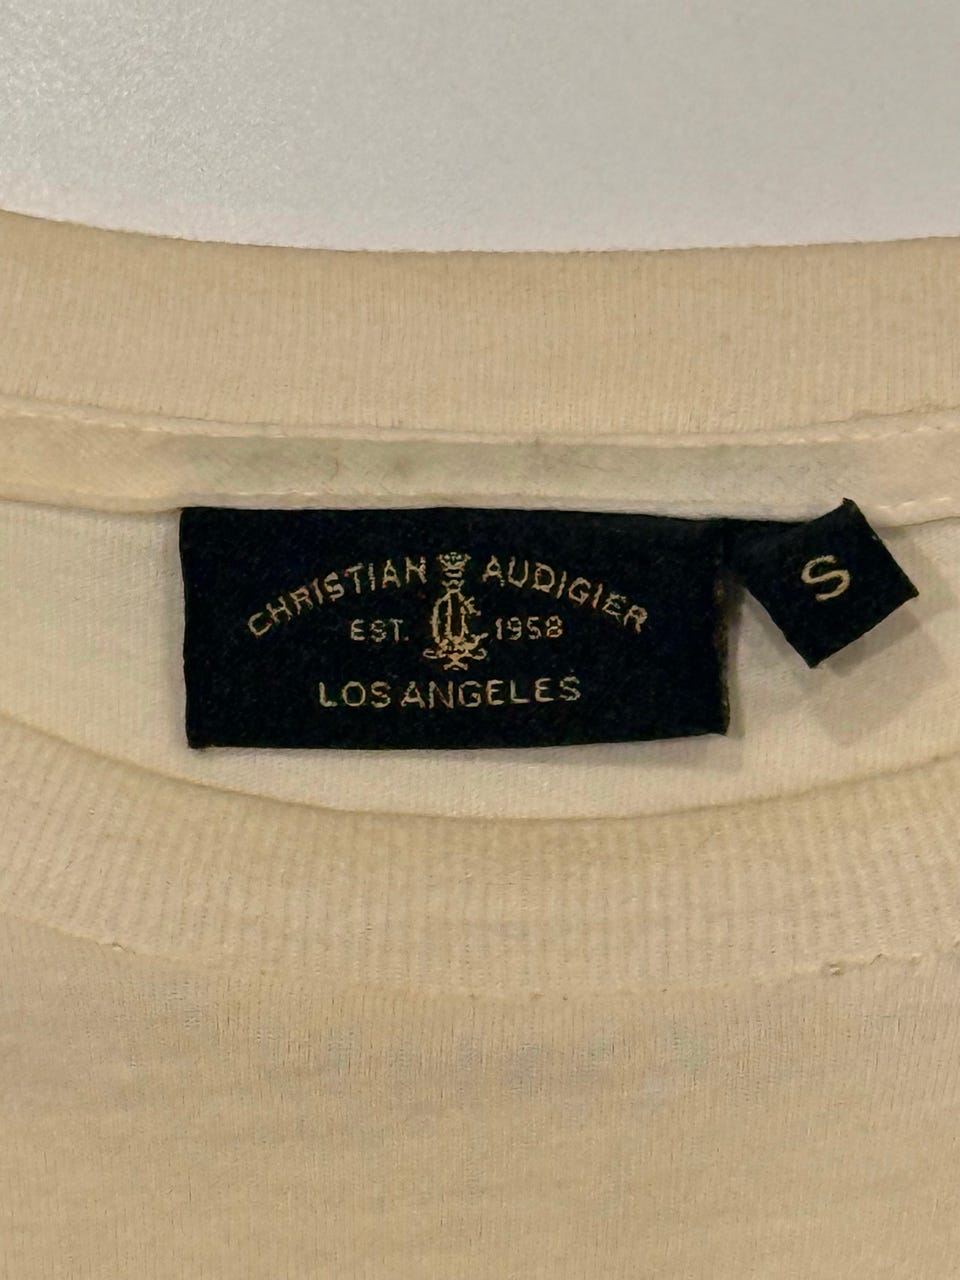 CHRISTIAN AUDIGIER
EST. 1958
LOS ANGELES
S